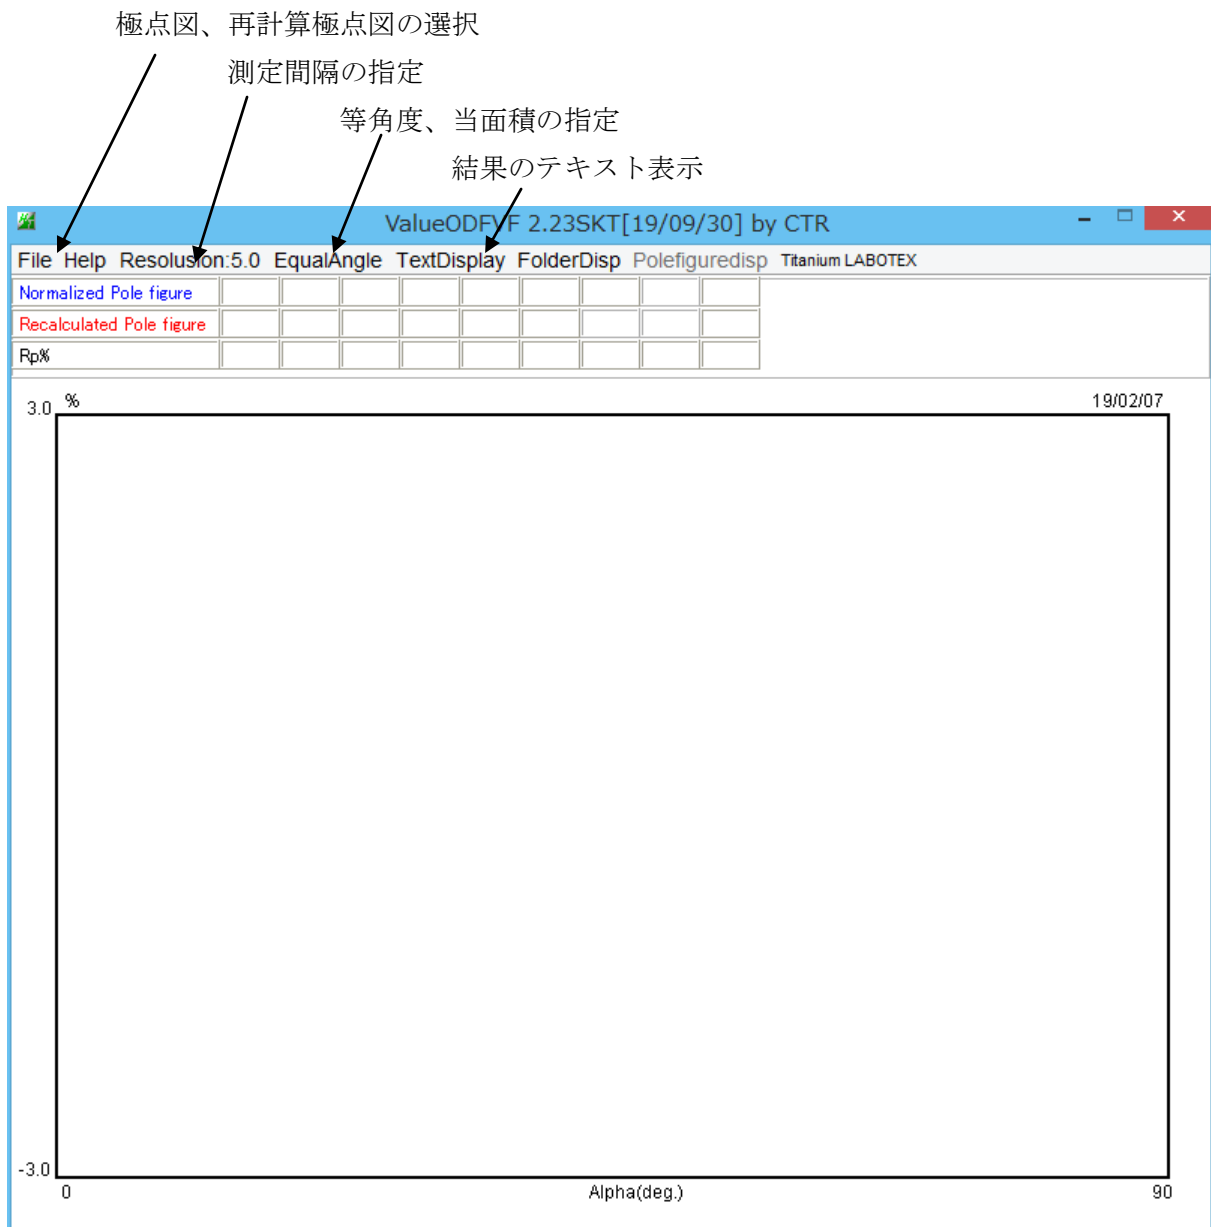 極点図、再計算極点図の選択
測定間隔の指定
等角度、当面積の指定
結果のテキスト表示
ValueODFVF 2.23SKT[19/09/30] by CTR
File Help Resolusion:5.0 EqualAngle TextDisplay FolderDisp Polefiguredisp Titanium LABOTEX
Normalized Pole figure
Recalculated Pole figure
Rp%
3.0 % 19/02/07
-3.0
0 Alpha(deg.) 90